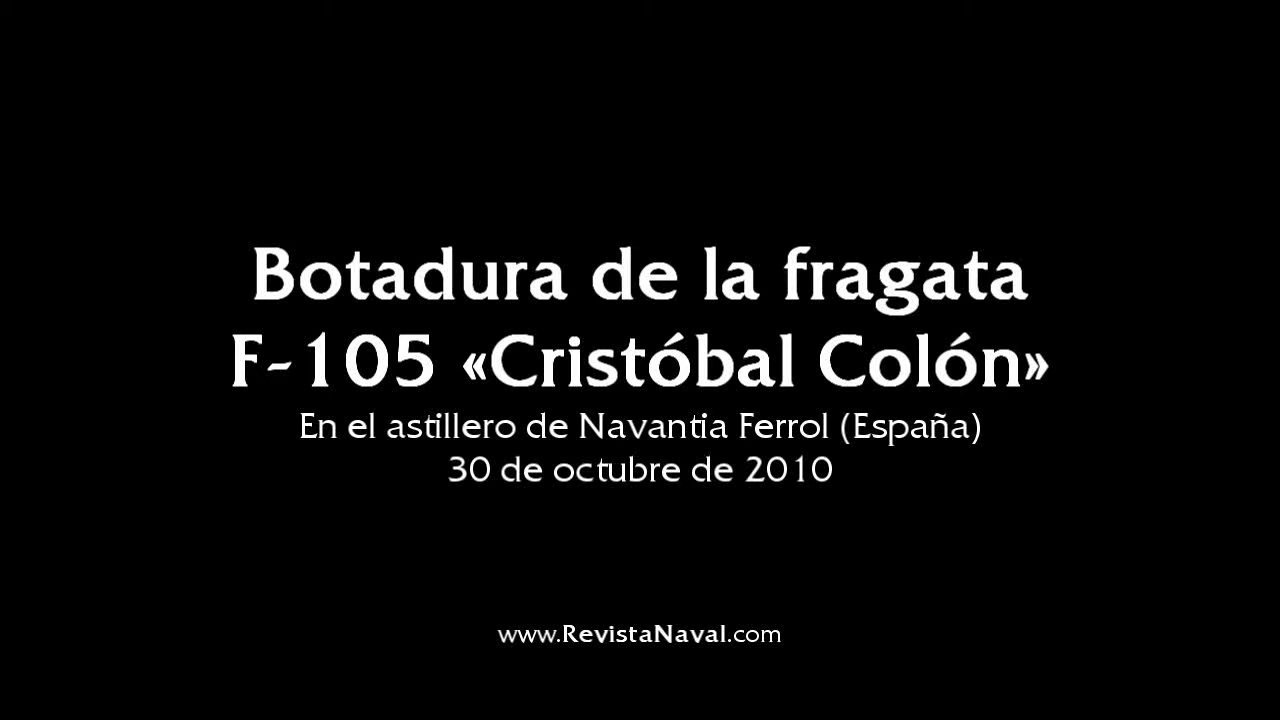 Botadura de la fragata
F-105 «Cristóbal Colón»
En el astillero de Navantia Ferrol (España)
30 de octubre de 2010
www.RevistaNaval.com